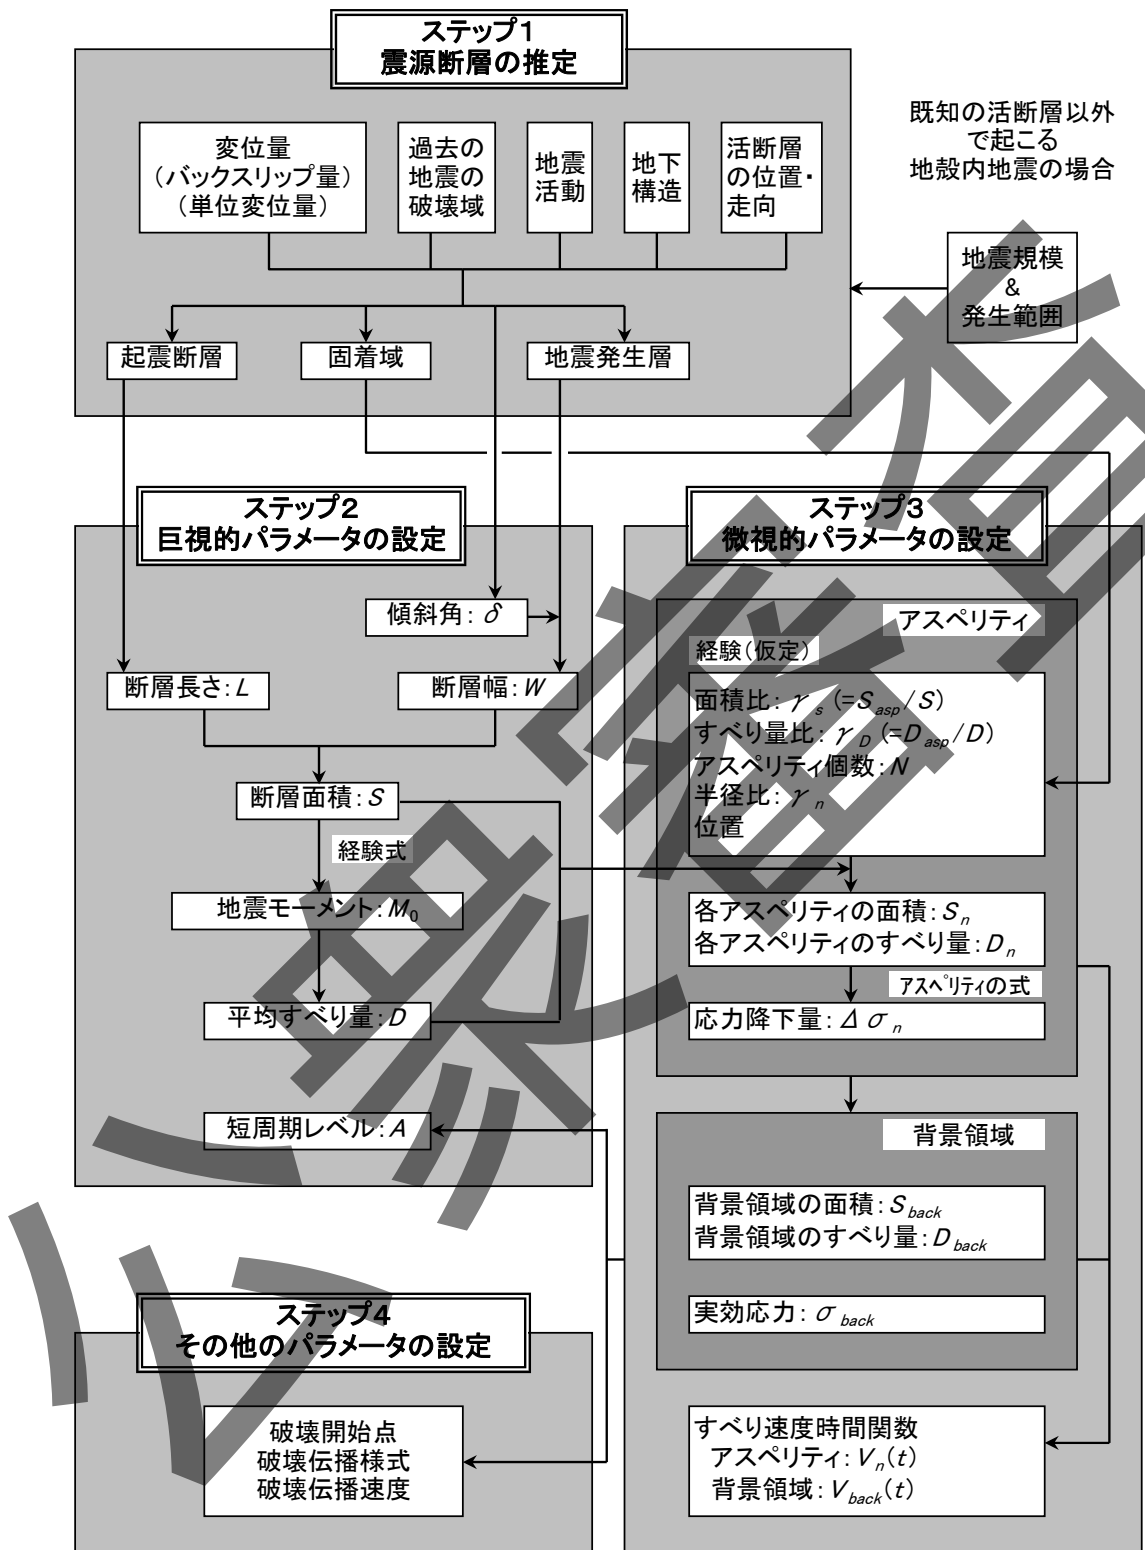 ステップ1
震源断層の推定
変位量
(バックスリップ量)
(単位変位量)
過去の
地震の
破壊域
地震
活動
地下
構造
活断層
の位置・
走向
既知の活断層以外
で起こる
地殻内地震の場合
地震規模
&
発生範囲
起震断層
固着域
地震発生層
ステップ2
巨視的パラメータの設定
傾斜角:δ
断層長さ:L
断層幅:W
断層面積:S
経験式
地震モーメント:M0
平均すべり量:D
短周期レベル:A
ステップ3
微視的パラメータの設定
アスペリティ
経験(仮定)
面積比:γs (=Sasp/S)
すべり量比:γD (=Dasp/D)
アスペリティ個数:N
半径比:γn
位置
各アスペリティの面積:Sn
各アスペリティのすべり量:Dn
アスペリティの式
応力降下量:Δσn
背景領域
背景領域の面積:Sback
背景領域のすべり量:Dback
実効応力:σback
すべり速度時間関数
アスペリティ:Vn(t)
背景領域:Vback(t)
ステップ4
その他のパラメータの設定
破壊開始点
破壊伝播様式
破壊伝播速度